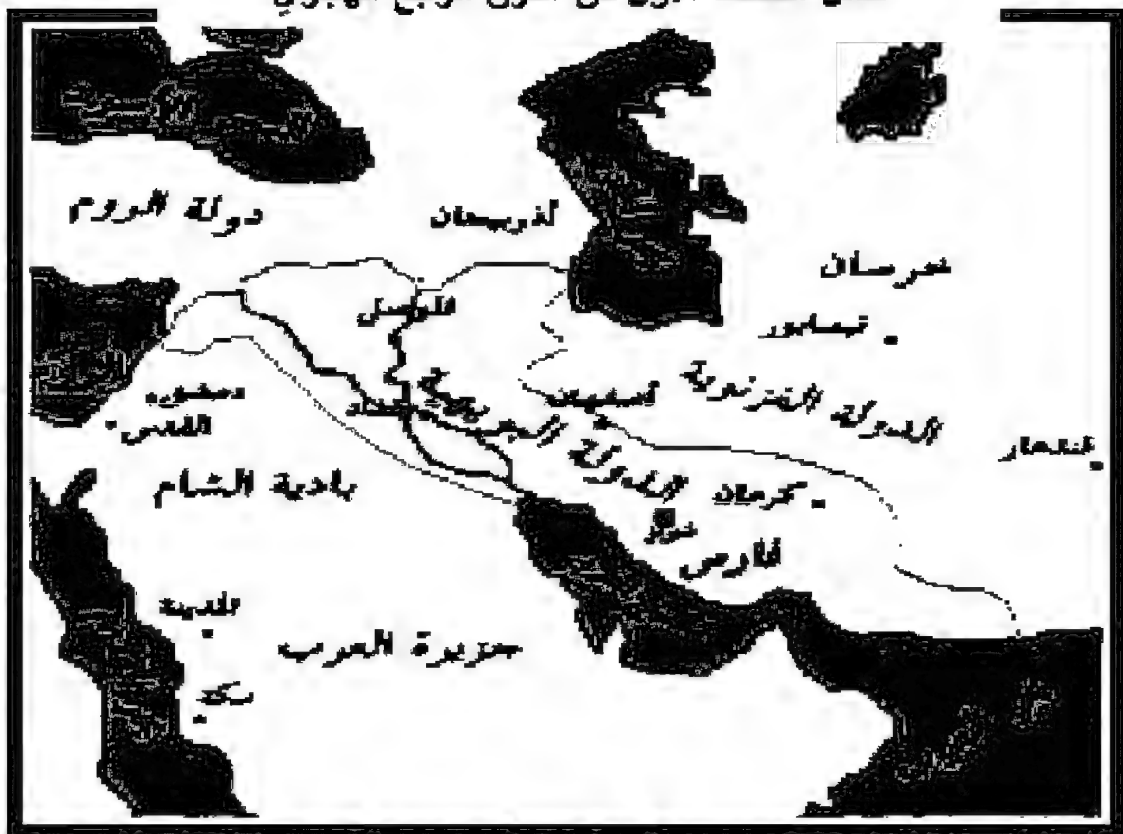 دولة الروم
أذربيجان
خرسان
الموصل
نيسابور
الدولة الغزنوية
دمشق
بغداد
أصفهان
القدس
الدولة البويهية
قندهار
بادية الشام
كرمان
فارس
المدينة
جزيرة العرب
مكة